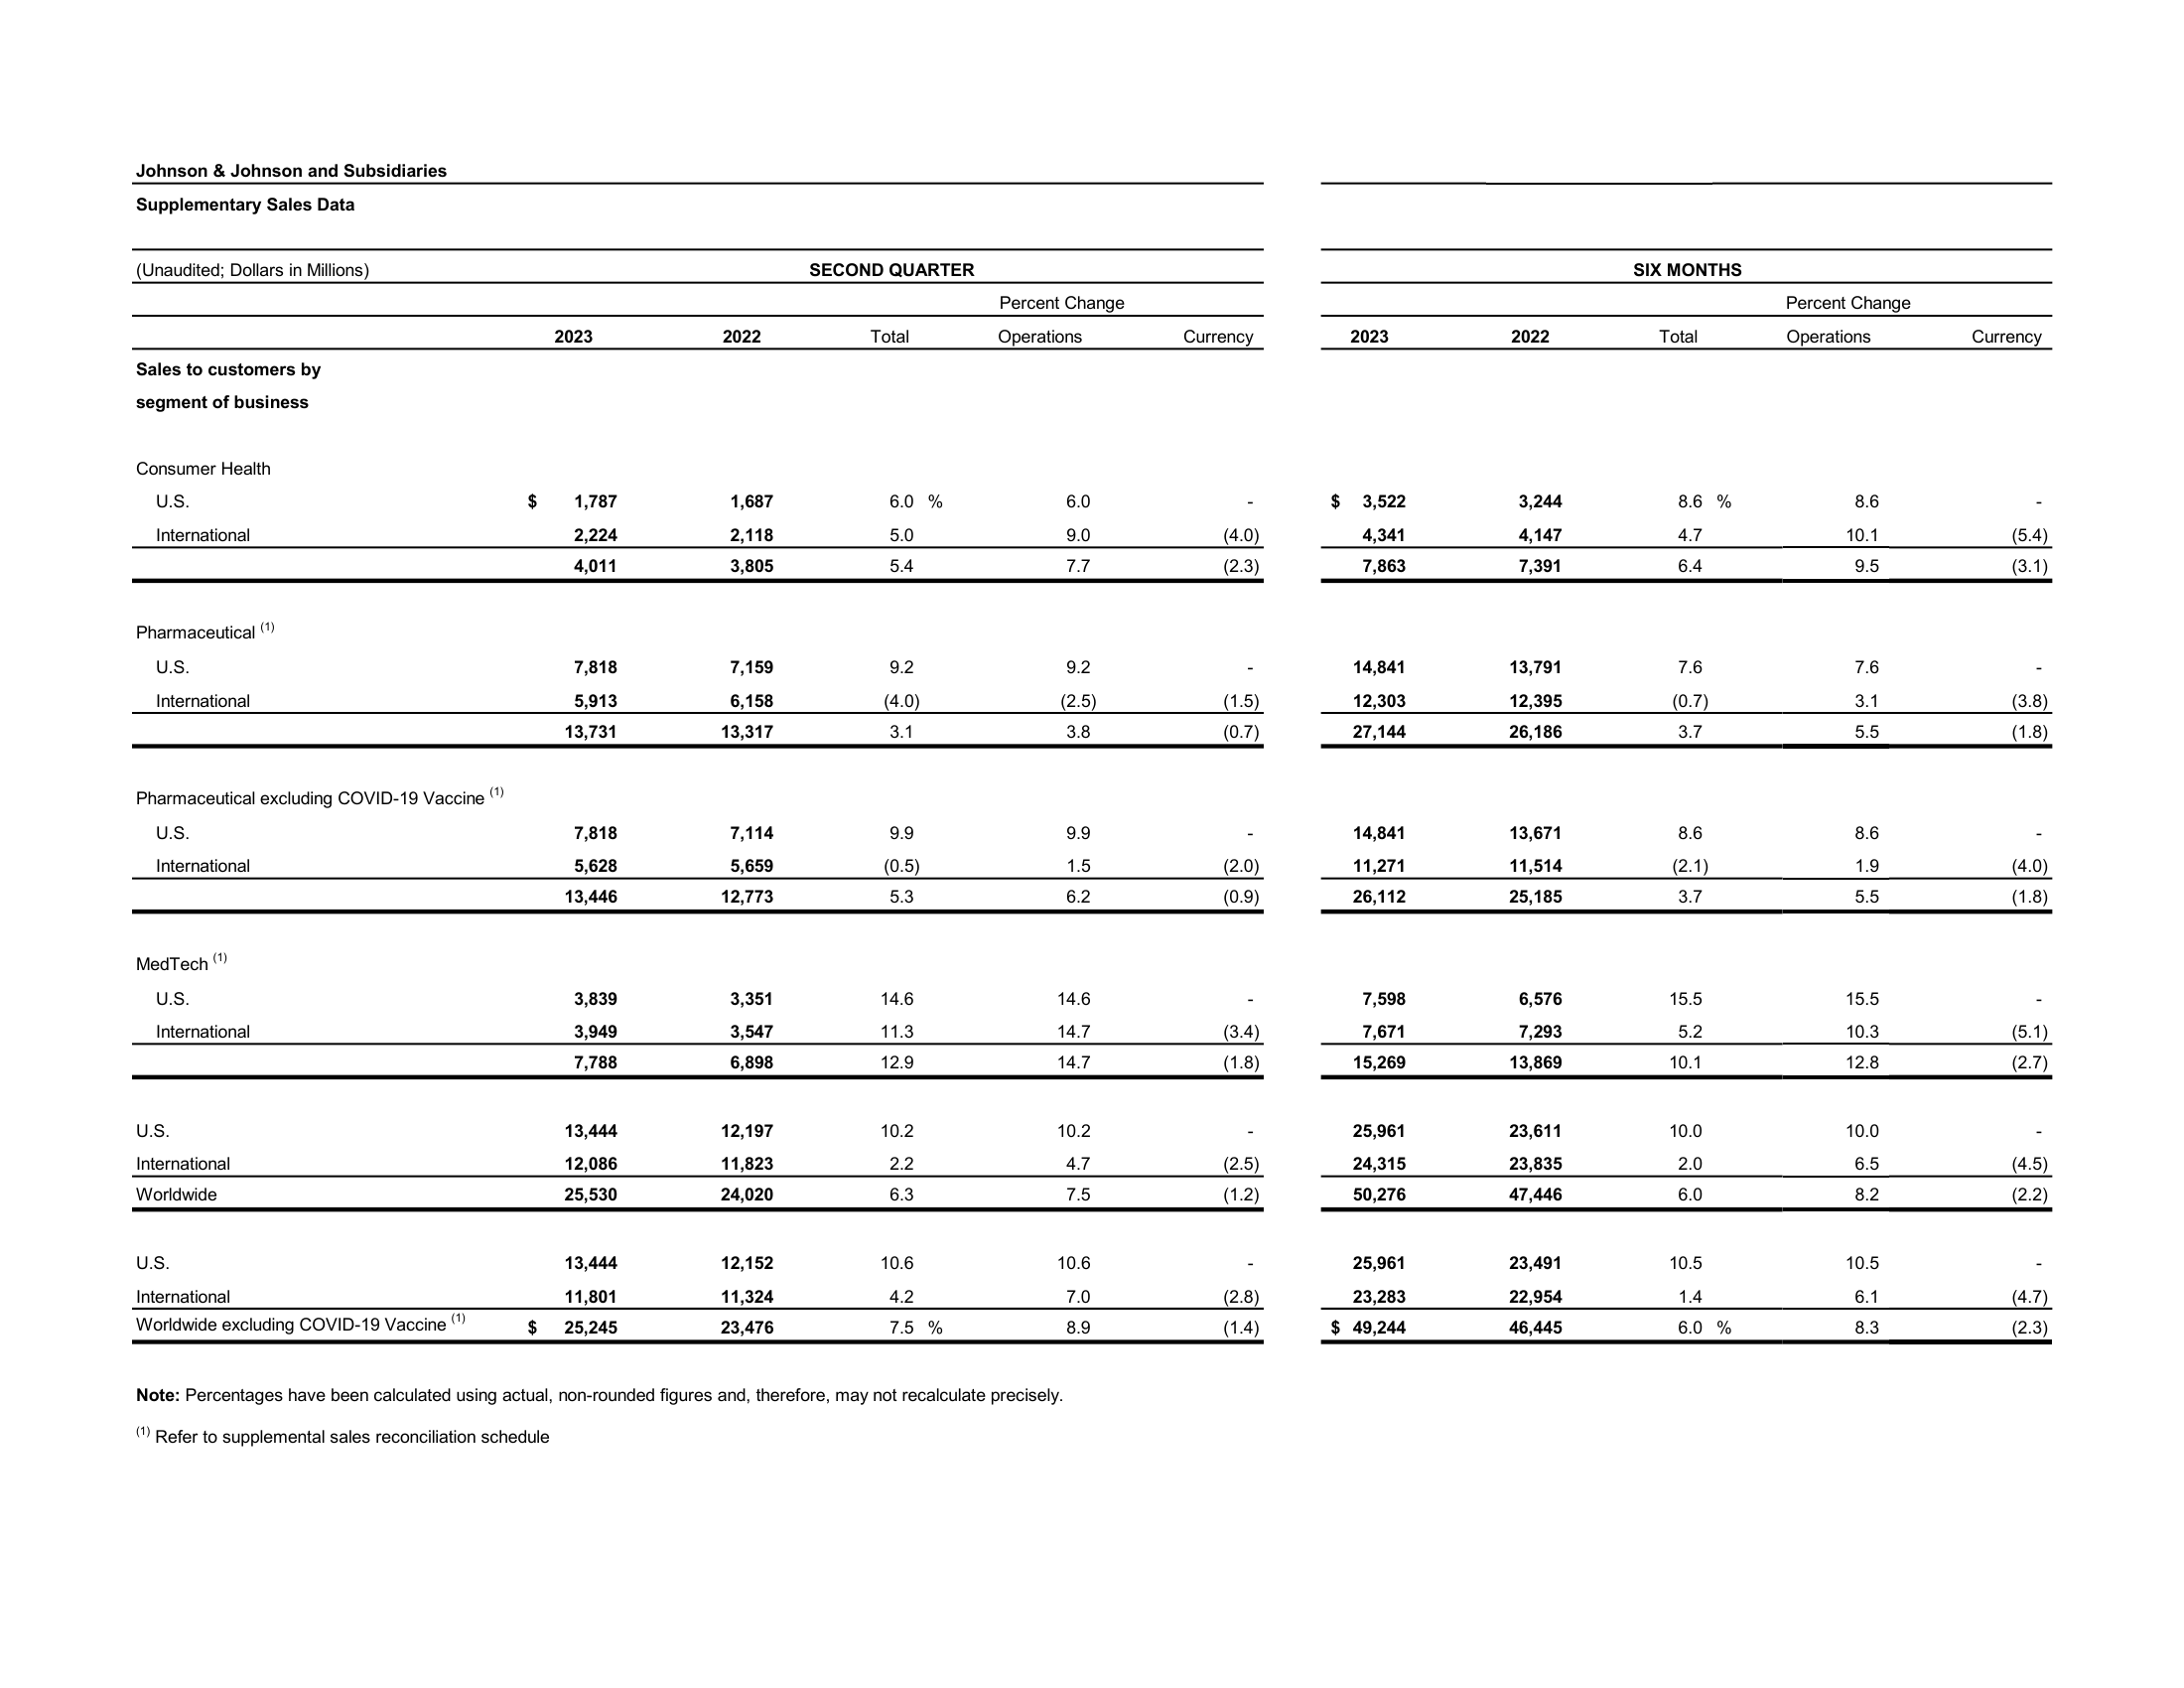 Johnson & Johnson and Subsidiaries
Supplementary Sales Data
(Unaudited; Dollars in Millions) SECOND QUARTER SIX MONTHS
Percent Change Percent Change
2023 2022 Total Operations Currency 2023 2022 Total Operations Currency
Sales to customers by
segment of business
Consumer Health
U.S. $ 1,787 1,687 6.0 % 6.0 - $ 3,522 3,244 8.6 % 8.6 -
International 2,224 2,118 5.0 9.0 (4.0) 4,341 4,147 4.7 10.1 (5.4)
4,011 3,805 5.4 7.7 (2.3) 7,863 7,391 6.4 9.5 (3.1)
Pharmaceutical (1)
U.S. 7,818 7,159 9.2 9.2 - 14,841 13,791 7.6 7.6 -
International 5,913 6,158 (4.0) (2.5) (1.5) 12,303 12,395 (0.7) 3.1 (3.8)
13,731 13,317 3.1 3.8 (0.7) 27,144 26,186 3.7 5.5 (1.8)
Pharmaceutical excluding COVID-19 Vaccine (1)
U.S. 7,818 7,114 9.9 9.9 - 14,841 13,671 8.6 8.6 -
International 5,628 5,659 (0.5) 1.5 (2.0) 11,271 11,514 (2.1) 1.9 (4.0)
13,446 12,773 5.3 6.2 (0.9) 26,112 25,185 3.7 5.5 (1.8)
MedTech (1)
U.S. 3,839 3,351 14.6 14.6 - 7,598 6,576 15.5 15.5 -
International 3,949 3,547 11.3 14.7 (3.4) 7,671 7,293 5.2 10.3 (5.1)
7,788 6,898 12.9 14.7 (1.8) 15,269 13,869 10.1 12.8 (2.7)
U.S. 13,444 12,197 10.2 10.2 - 25,961 23,611 10.0 10.0 -
International 12,086 11,823 2.2 4.7 (2.5) 24,315 23,835 2.0 6.5 (4.5)
Worldwide 25,530 24,020 6.3 7.5 (1.2) 50,276 47,446 6.0 8.2 (2.2)
U.S. 13,444 12,152 10.6 10.6 - 25,961 23,491 10.5 10.5 -
International 11,801 11,324 4.2 7.0 (2.8) 23,283 22,954 1.4 6.1 (4.7)
Worldwide excluding COVID-19 Vaccine (1) $ 25,245 23,476 7.5 % 8.9 (1.4) $ 49,244 46,445 6.0 % 8.3 (2.3)
Note: Percentages have been calculated using actual, non-rounded figures and, therefore, may not recalculate precisely.
(1) Refer to supplemental sales reconciliation schedule